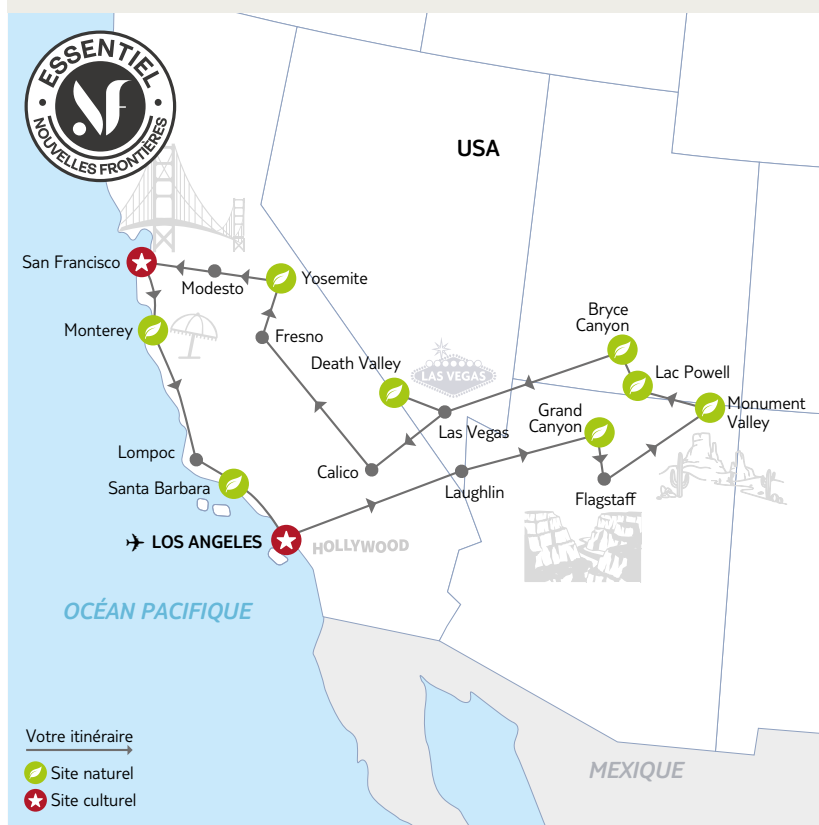 ESSENTIEL
NF
NOUVELLES FRONTIÈRES
USA
San Francisco
Modesto
Yosemite
Monterey
Fresno
Bryce
Canyon
Death Valley
LAS VEGAS
Lac Powell
Grand
Canyon
Monument
Valley
Las Vegas
Lompoc
Calico
Santa Barbara
Laughlin
Flagstaff
LOS ANGELES
HOLLYWOOD
OCÉAN PACIFIQUE
Votre itinéraire
Site naturel
Site culturel
MEXIQUE